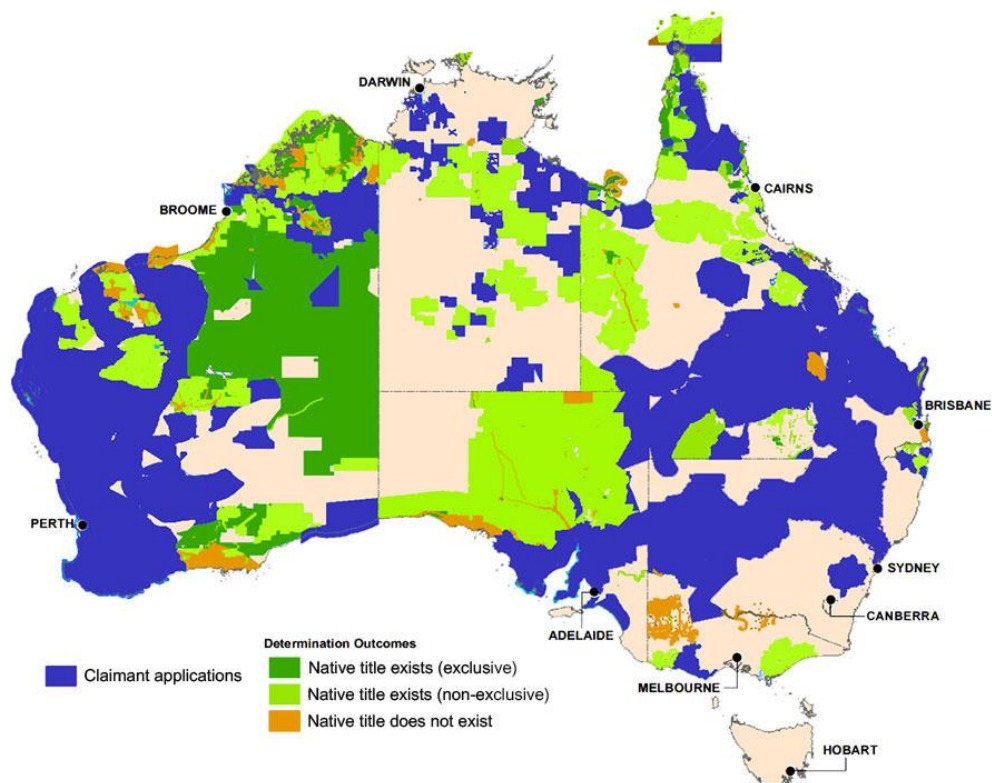 DARWIN
CAIRNS
BROOME
BRISBANE
PERTH
SYDNEY
CANBERRA
ADELAIDE
MELBOURNE
HOBART
Determination Outcomes
Claimant applications
Native title exists (exclusive)
Native title exists (non-exclusive)
Native title does not exist